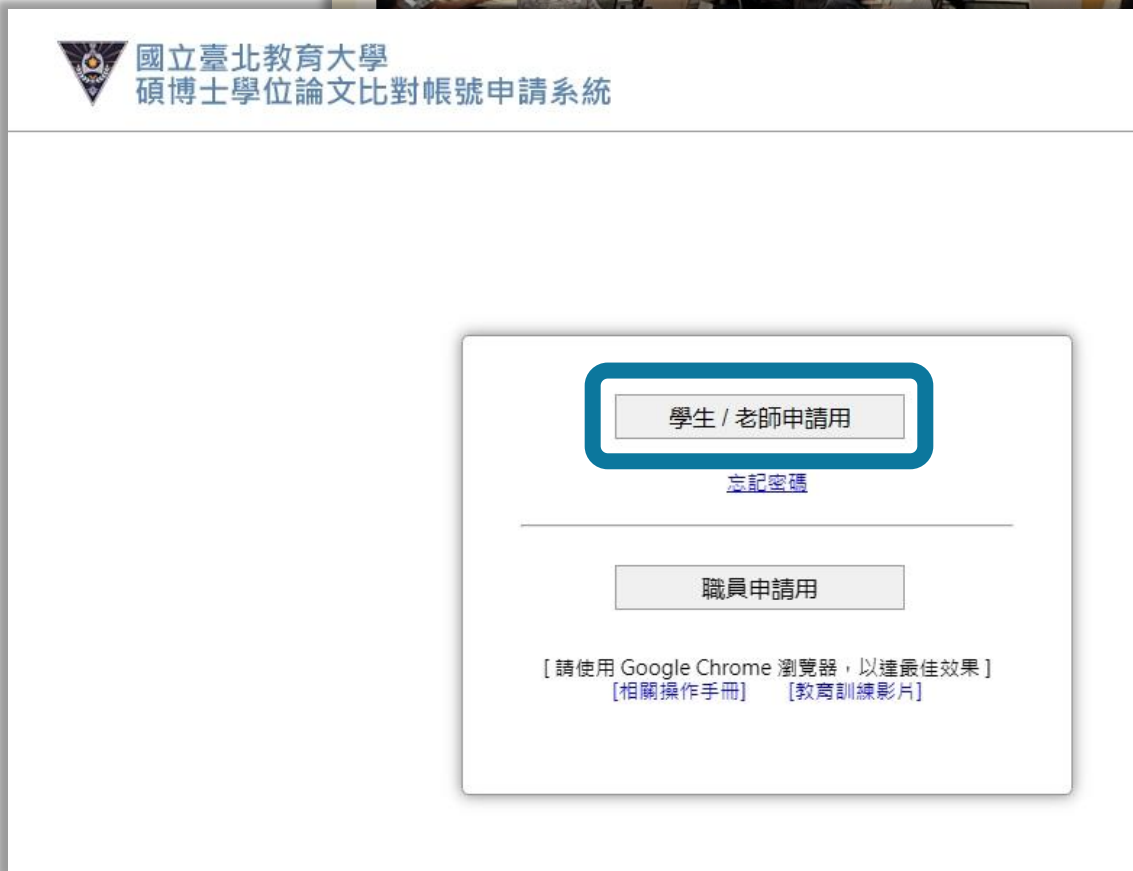 國立臺北教育大學
碩博士學位論文比對帳號申請系統
學生 / 老師申請用
忘記密碼
職員申請用
[ 請使用 Google Chrome 瀏覽器，以達最佳效果 ]
[相關操作手冊] [教育訓練影片]